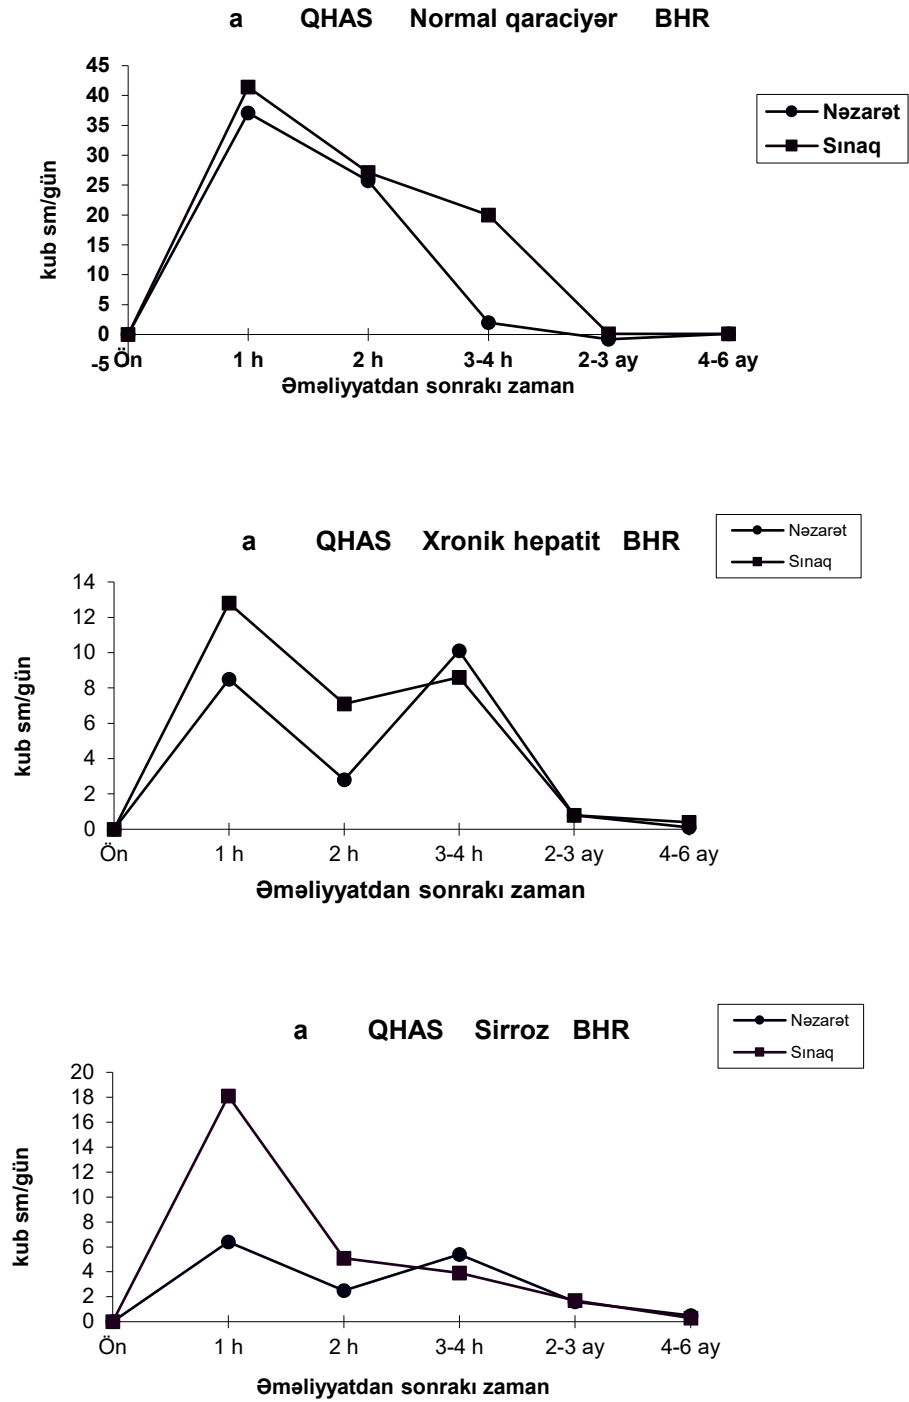 a QHAS Normal qaraciyər BHR
45
40
35
30
25
20
15
10
5
0
-5
kub sm/gün
Ön 1 h 2 h 3-4 h 2-3 ay 4-6 ay
Əməliyyatdan sonrakı zaman
Nəzarət
Sınaq
a QHAS Xronik hepatit BHR
Nəzarət
Sınaq
14
12
10
8
6
4
2
0
kub sm/gün
Ön 1 h 2 h 3-4 h 2-3 ay 4-6 ay
Əməliyyatdan sonrakı zaman
a QHAS Sirroz BHR
Nəzarət
Sınaq
20
18
16
14
12
10
8
6
4
2
0
kub sm/gün
Ön 1 h 2 h 3-4 h 2-3 ay 4-6 ay
Əməliyyatdan sonrakı zaman